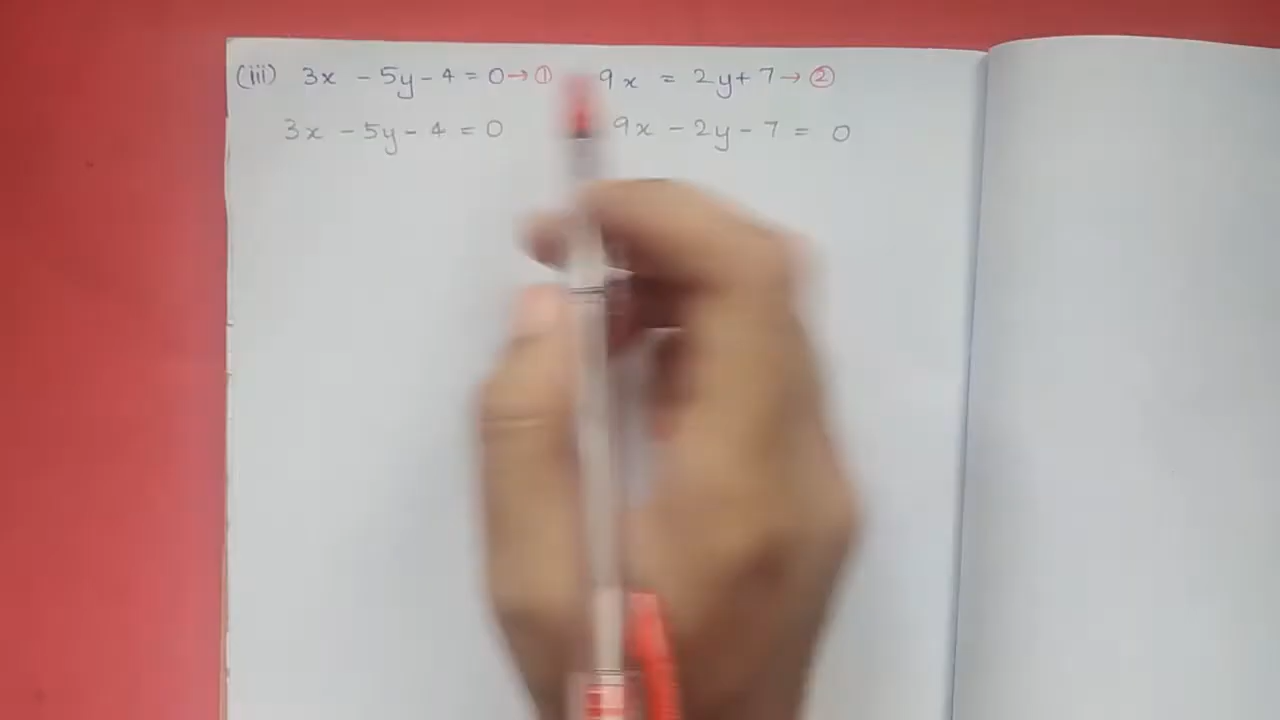 (iii) 3x - 5y - 4 = 0 → ① 9x = 2y + 7 → ②
3x - 5y - 4 = 0 9x - 2y - 7 = 0